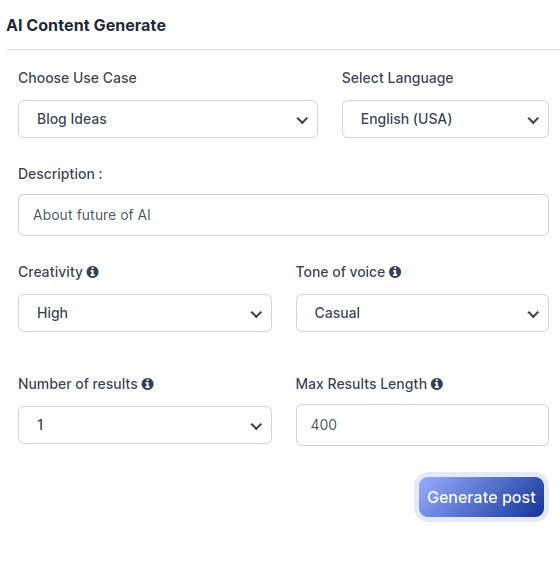 AI Content Generate
Choose Use Case
Select Language
Blog Ideas
English (USA)
Description :
About future of AI
Creativity
Tone of voice
High
Casual
Number of results
Max Results Length
1
400
Generate post